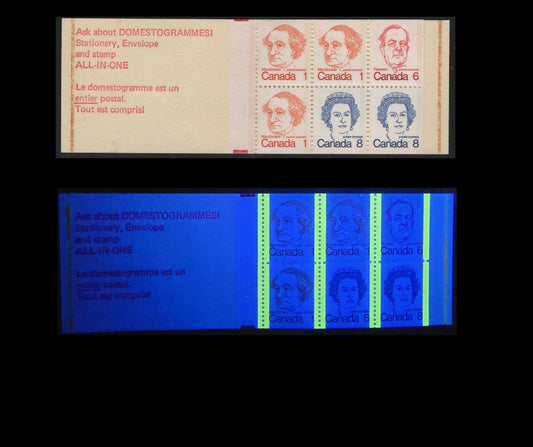 Ask about DOMESTOGRAMMES!
Stationery, Envelope
and stamp
ALL-IN-ONE
Le domestogramme est un
entier postal.
Tout est compris!
Canada 1
Canada 1
Canada 6
Canada 1
Canada 8
Canada 8
Ask about DOMESTOGRAMMES!
Stationery, Envelope
and stamp
ALL-IN-ONE
Le domestogramme est un
entier postal.
Tout est compris!
Canada 1
Canada 1
Canada 6
Canada 1
Canada 8
Canada 8